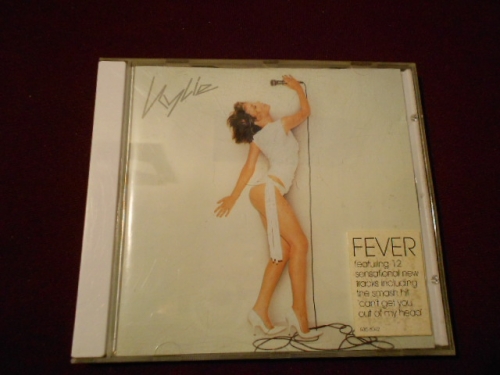 Kylie
FEVER
featuring 12
sensational new
tracks including
the smash hit
'can't get you
out of my head'